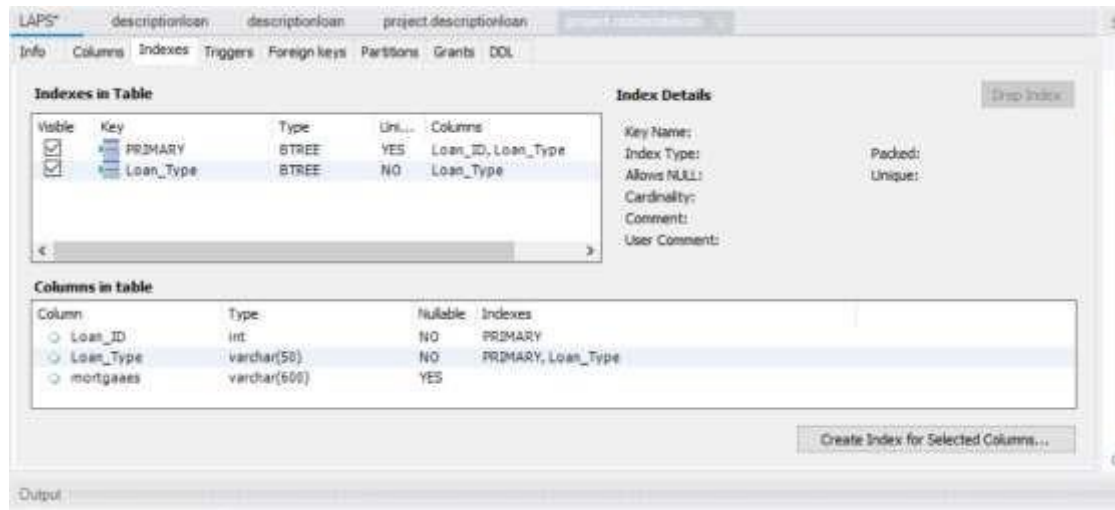 LAPS* descriptionloan descriptionloan project.descriptionloan
Info Columns Indexes Triggers Foreign keys Partitions Grants DDL
Indexes in Table
Visible Key Type Uni... Columns
PRIMARY BTREE YES Loan_ID, Loan_Type
Loan_Type BTREE NO Loan_Type
Index Details
Drop Index
Key Name:
Index Type: Packed:
Allows NULL: Unique:
Cardinality:
Comment:
User Comment:
Columns in table
Column Type Nullable Indexes
Loan_ID int NO PRIMARY
Loan_Type varchar(50) NO PRIMARY, Loan_Type
mortgaaes varchar(600) YES
Create Index for Selected Columns...
Output